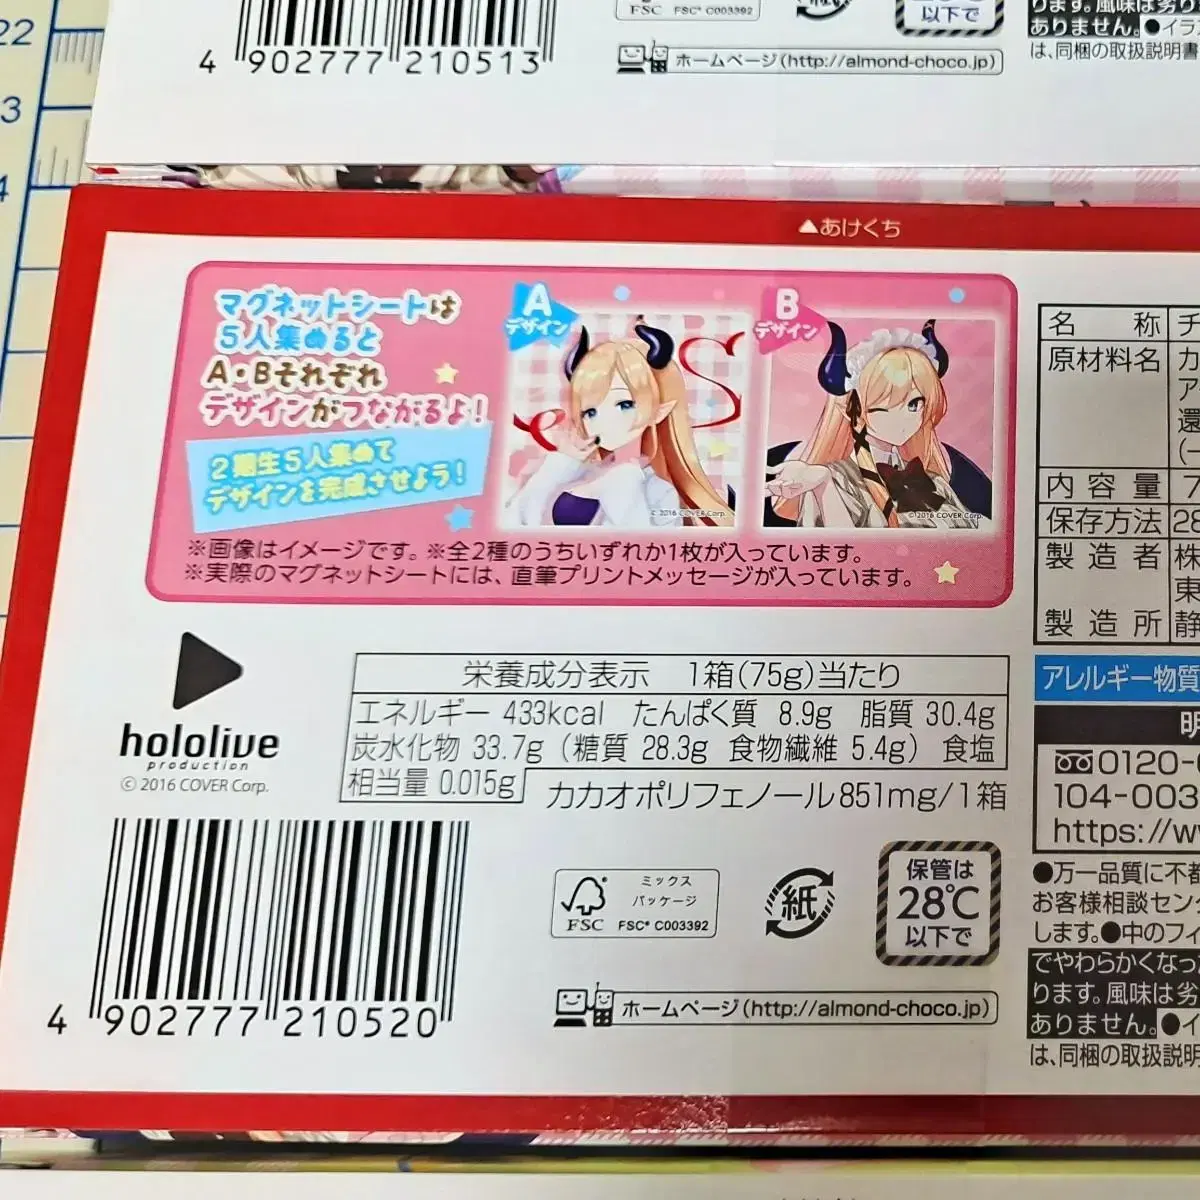 22
3
4
4 902777 210513
FSC FSC® C003392
以下で
ホームページ(http://almond-choco.jp)
ります。風味は劣り
ありません。●イラ
は、同梱の取扱説明書
▲あけくち
マグネットシートは
5人集めると
A・Bそれぞれ
デザインがつながるよ!
2期生5人集めて
デザインを完成させよう!
A
デザイン
B
デザイン
© 2016 COVER Corp.
© 2016 COVER Corp.
※画像はイメージです。※全2種のうちいずれか1枚が入っています。
※実際のマグネットシートには、直筆プリントメッセージが入っています。
名称 チ
原材料名 カ
ア
還
(一
内容量 7
保存方法 28
製造者 株
東
製造所 静
hololive
production
© 2016 COVER Corp.
栄養成分表示 1箱(75g)当たり
エネルギー 433kcal たんぱく質 8.9g 脂質 30.4g
炭水化物 33.7g (糖質 28.3g 食物繊維 5.4g) 食塩
相当量 0.015g
カカオポリフェノール851mg/1箱
アレルギー物質
明
0120-
104-003
https://w
ミックス
パッケージ
FSC FSC® C003392
紙
保管は
28℃
以下で
●万一品質に不都
お客様相談セン
します。●中のフィ
でやわらかくなっ
ります。風味は劣
ありません。●イ
は、同梱の取扱説明
4 902777 210520
ホームページ(http://almond-choco.jp)